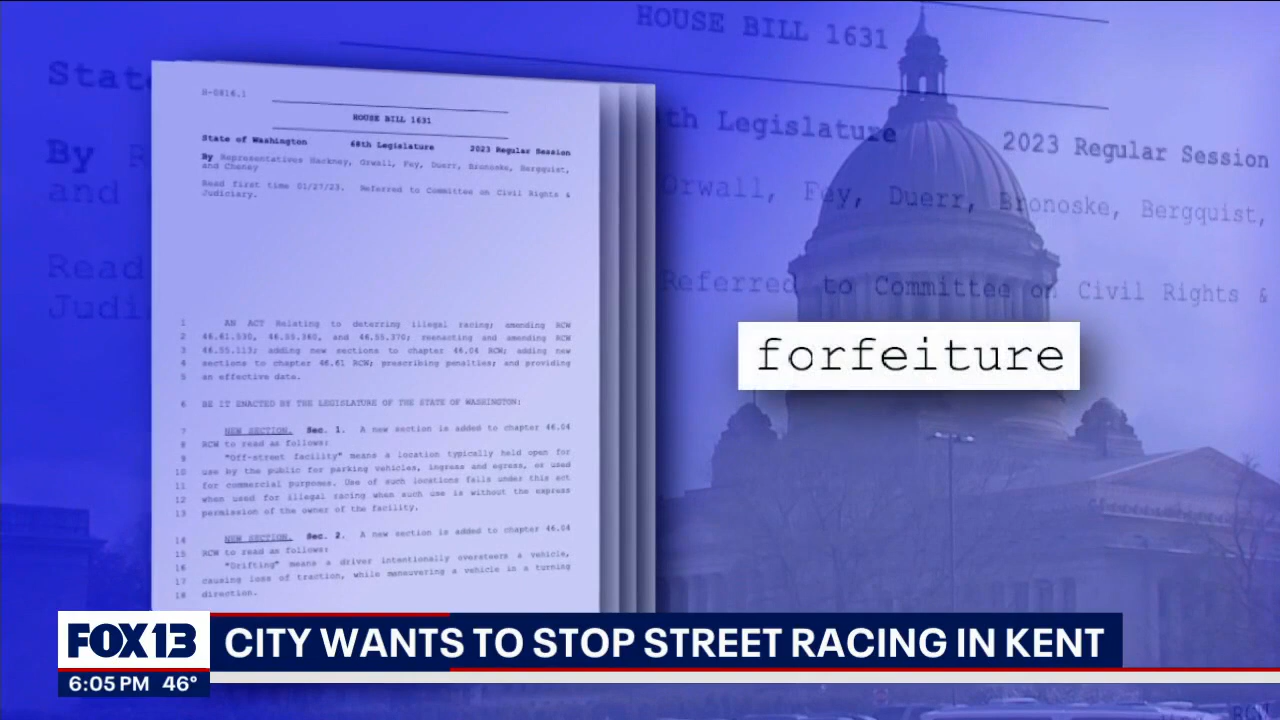 HOUSE BILL 1631
State
th Legislature
2023 Regular Session
By R
Orwall, Fey, Duerr, Bronoske, Bergquist,
and
Read
Referred to Committee on Civil Rights &
Judic
H-0816.1
HOUSE BILL 1631
State of Washington 68th Legislature 2023 Regular Session
By Representatives Hackney, Orwall, Fey, Duerr, Bronoske, Bergquist,
and Cheney
Read first time 01/27/23. Referred to Committee on Civil Rights &
Judiciary.
1 AN ACT Relating to deterring illegal racing; amending RCW
2 46.61.530, 46.55.360, and 46.55.370; reenacting and amending RCW
3 46.55.113; adding new sections to chapter 46.04 RCW; adding new
4 sections to chapter 46.61 RCW; prescribing penalties; and providing
5 an effective date.
6 BE IT ENACTED BY THE LEGISLATURE OF THE STATE OF WASHINGTON:
7 NEW SECTION. Sec. 1. A new section is added to chapter 46.04
8 RCW to read as follows:
9 "Off-street facility" means a location typically held open for
10 use by the public for parking vehicles, ingress and egress, or used
11 for commercial purposes. Use of such locations falls under this act
12 when used for illegal racing when such use is without the express
13 permission of the owner of the facility.
14 NEW SECTION. Sec. 2. A new section is added to chapter 46.04
15 RCW to read as follows:
16 "Drifting" means a driver intentionally oversteers a vehicle,
17 causing loss of traction, while maneuvering a vehicle in a turning
18 direction.
forfeiture
FOX 13
CITY WANTS TO STOP STREET RACING IN KENT
6:05 PM 46°